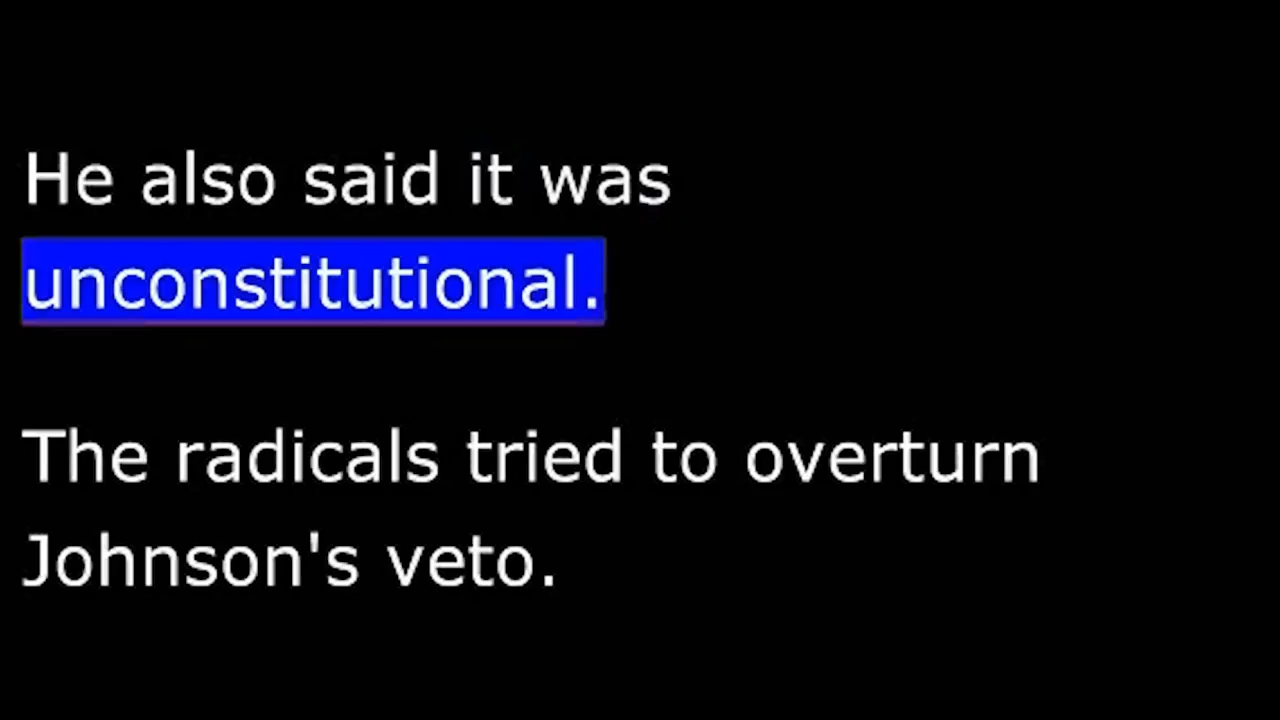 He also said it was
unconstitutional.
The radicals tried to overturn
Johnson's veto.